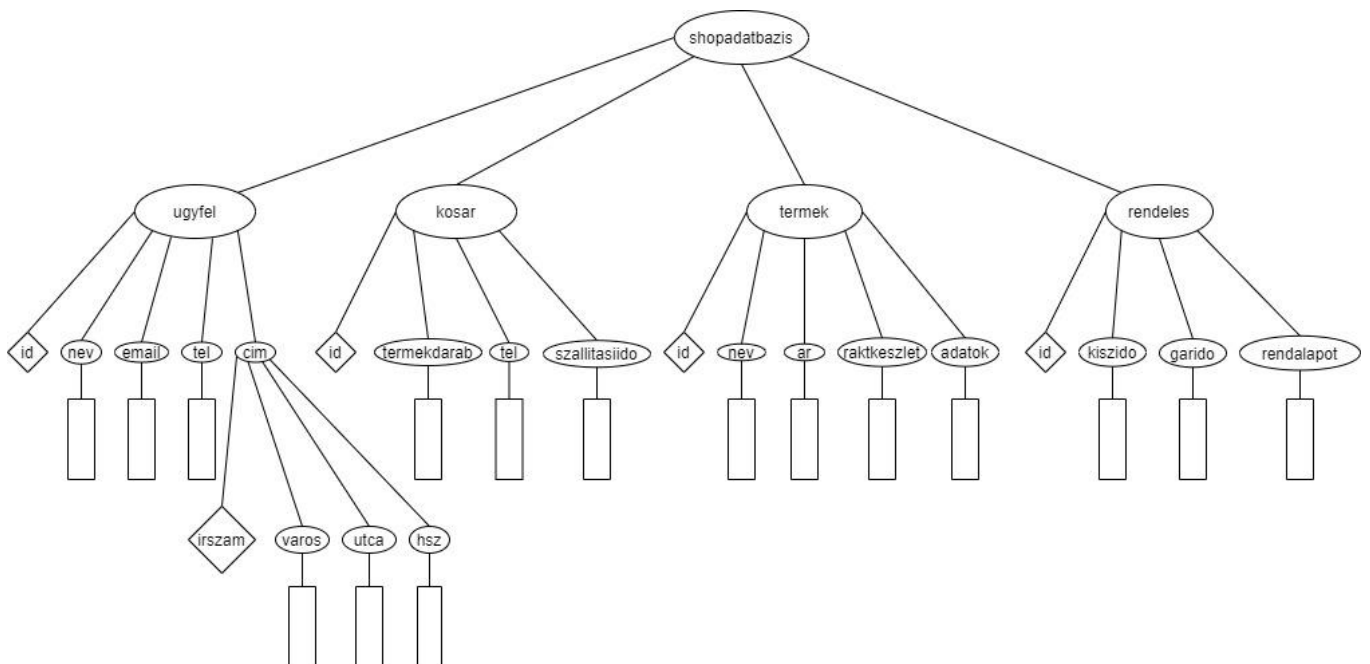 shopadatbazis
ugyfel
kosar
termek
rendeles
id
nev
email
tel
cim
id
termekdarab
tel
szallitasiido
id
nev
ar
raktkeszlet
adatok
id
kiszido
garido
rendalapot
irszam
varos
utca
hsz